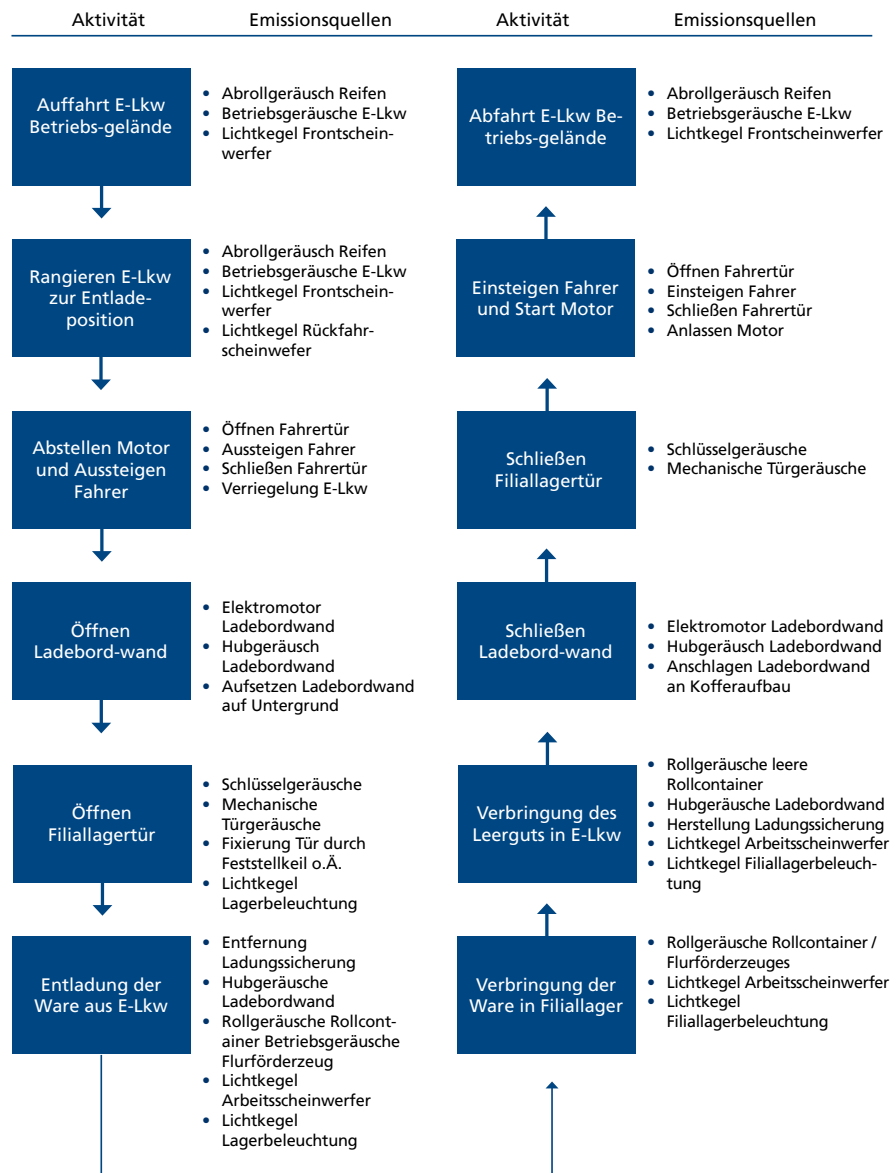 Aktivität
Emissionsquellen
Auffahrt E-Lkw
Betriebs-gelände
• Abrollgeräusch Reifen
• Betriebsgeräusche E-Lkw
• Lichtkegel Frontschein-
werfer
Rangieren E-Lkw
zur Entlade-
position
• Abrollgeräusch Reifen
• Betriebsgeräusche E-Lkw
• Lichtkegel Frontschein-
werfer
• Lichtkegel Rückfahr-
scheinwefer
Abstellen Motor
und Aussteigen
Fahrer
• Öffnen Fahrertür
• Aussteigen Fahrer
• Schließen Fahrertür
• Verriegelung E-Lkw
Öffnen
Ladebord-wand
• Elektromotor
Ladebordwand
• Hubgeräusch
Ladebordwand
• Aufsetzen Ladebordwand
auf Untergrund
Öffnen
Filiallagertür
• Schlüsselgeräusche
• Mechanische
Türgeräusche
• Fixierung Tür durch
Feststellkeil o.Ä.
• Lichtkegel
Lagerbeleuchtung
Entladung der
Ware aus E-Lkw
• Entfernung
Ladungssicherung
• Hubgeräusche
Ladebordwand
• Rollgeräusche Rollcont-
ainer Betriebsgeräusche
Flurförderzeug
• Lichtkegel
Arbeitsscheinwerfer
• Lichtkegel
Lagerbeleuchtung
Aktivität
Emissionsquellen
Abfahrt E-Lkw Be-
triebs-gelände
• Abrollgeräusch Reifen
• Betriebsgeräusche E-Lkw
• Lichtkegel Frontscheinwerfer
Einsteigen Fahrer
und Start Motor
• Öffnen Fahrertür
• Einsteigen Fahrer
• Schließen Fahrertür
• Anlassen Motor
Schließen
Filiallagertür
• Schlüsselgeräusche
• Mechanische Türgeräusche
Schließen
Ladebord-wand
• Elektromotor Ladebordwand
• Hubgeräusch Ladebordwand
• Anschlagen Ladebordwand
an Kofferaufbau
Verbringung des
Leerguts in E-Lkw
• Rollgeräusche leere
Rollcontainer
• Hubgeräusche Ladebordwand
• Herstellung Ladungssicherung
• Lichtkegel Arbeitsscheinwerfer
• Lichtkegel Filiallagerbeleuch-
tung
Verbringung der
Ware in Filiallager
• Rollgeräusche Rollcontainer /
Flurförderzeuges
• Lichtkegel Arbeitsscheinwerfer
• Lichtkegel
Filiallagerbeleuchtung